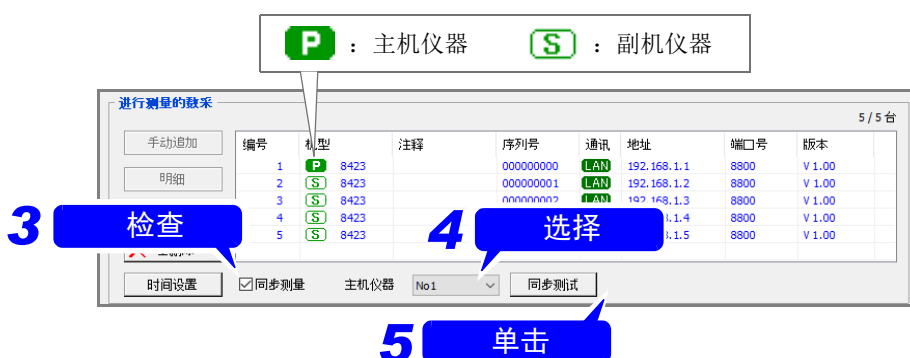 P ：主机仪器 S ：副机仪器
进行测量的数采
5 / 5 台
手动追加
明细
编号 机型 注释 序列号 通讯 地址 端口号 版本
1 P 8423 000000000 LAN 192.168.1.1 8800 V 1.00
2 S 8423 000000001 LAN 192.168.1.2 8800 V 1.00
3 S 8423 000000002 LAN 192.168.1.3 8800 V 1.00
4 S 8423 .1.4 8800 V 1.00
5 S 8423 .1.5 8800 V 1.00
3 检查
4 选择
时间设置 同步测量 主机仪器 No1 同步测试
5 单击